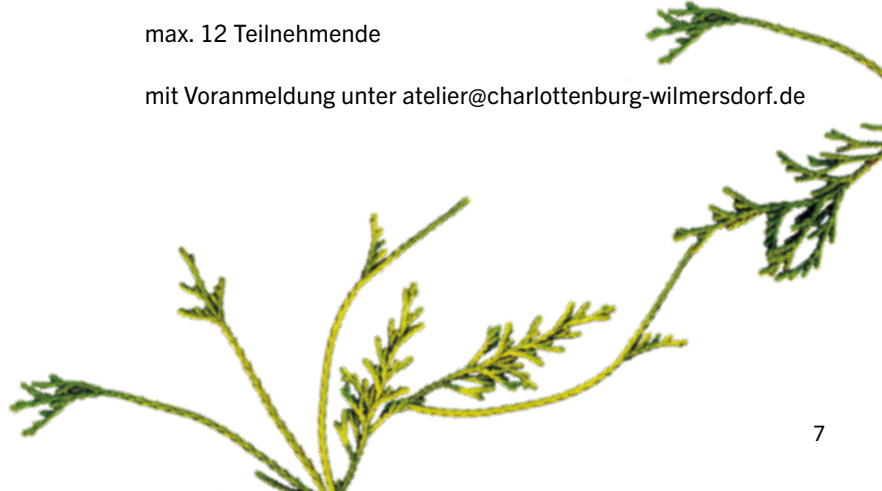 max. 12 Teilnehmende
mit Voranmeldung unter atelier@charlottenburg-wilmersdorf.de
7